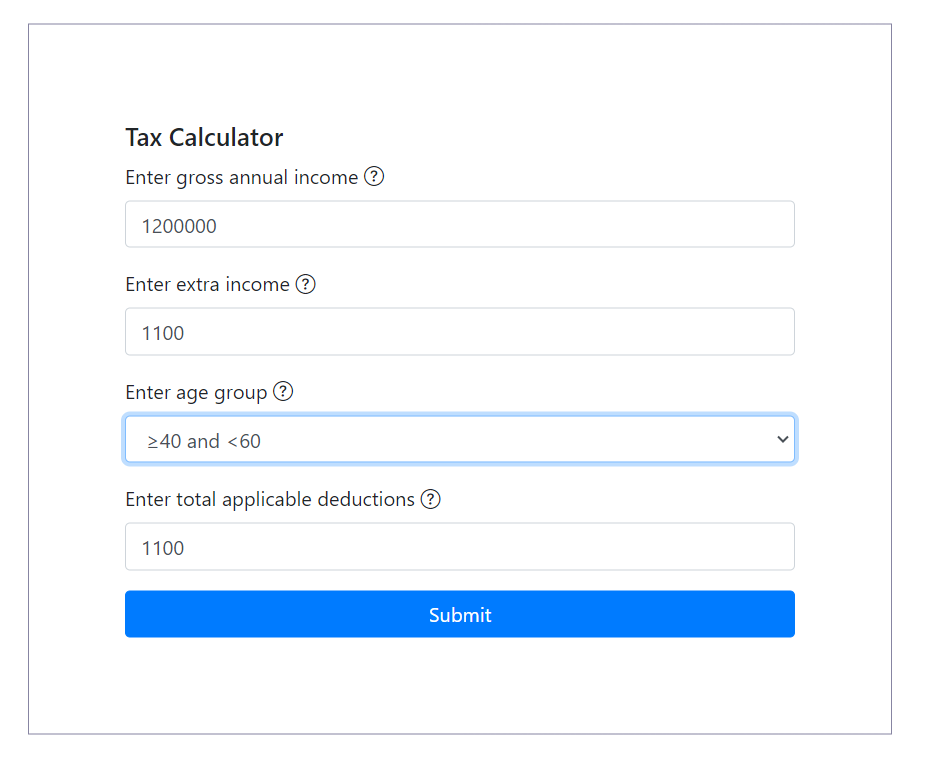 Tax Calculator
Enter gross annual income ?
1200000
Enter extra income ?
1100
Enter age group ?
≥40 and <60
Enter total applicable deductions ?
1100
Submit